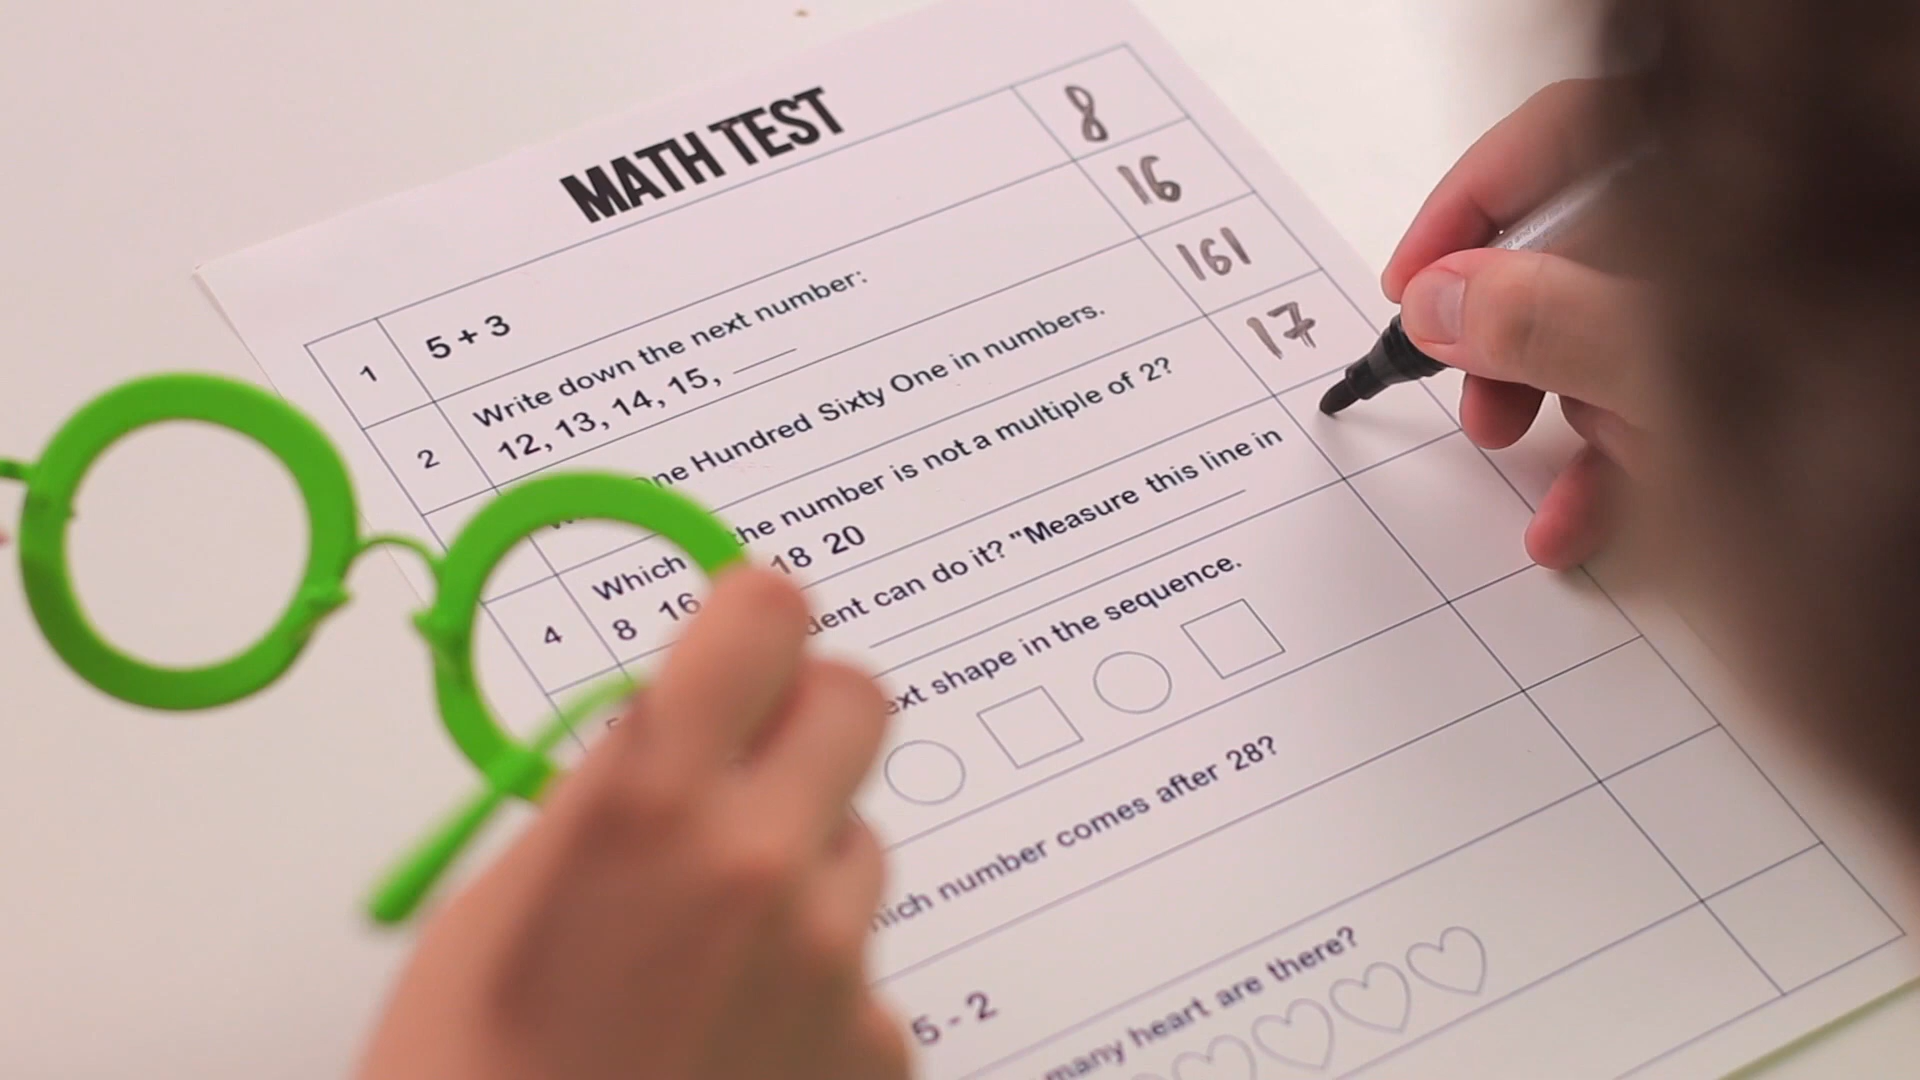 MATH TEST
1 5 + 3 8
2 Write down the next number: 16
12, 13, 14, 15, ____
One Hundred Sixty One in numbers. 161
4 Which the number is not a multiple of 2? 17
8 16 18 20
can do it? "Measure this line in
shape in the sequence.
number comes after 28?
5 - 2
many heart are there?